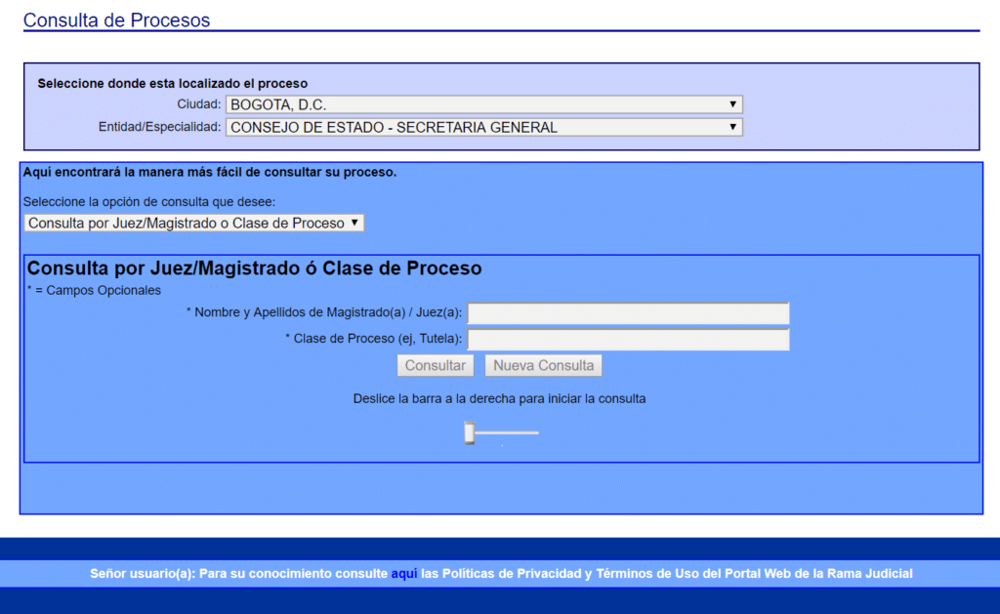 Consulta de Procesos
Seleccione donde esta localizado el proceso
Ciudad: BOGOTA, D.C.
Entidad/Especialidad: CONSEJO DE ESTADO - SECRETARIA GENERAL
Aquí encontrará la manera más fácil de consultar su proceso.
Seleccione la opción de consulta que desee:
Consulta por Juez/Magistrado o Clase de Proceso
Consulta por Juez/Magistrado ó Clase de Proceso
* = Campos Opcionales
* Nombre y Apellidos de Magistrado(a) / Juez(a):
* Clase de Proceso (ej, Tutela):
Consultar Nueva Consulta
Deslice la barra a la derecha para iniciar la consulta
Señor usuario(a): Para su conocimiento consulte aquí las Políticas de Privacidad y Términos de Uso del Portal Web de la Rama Judicial